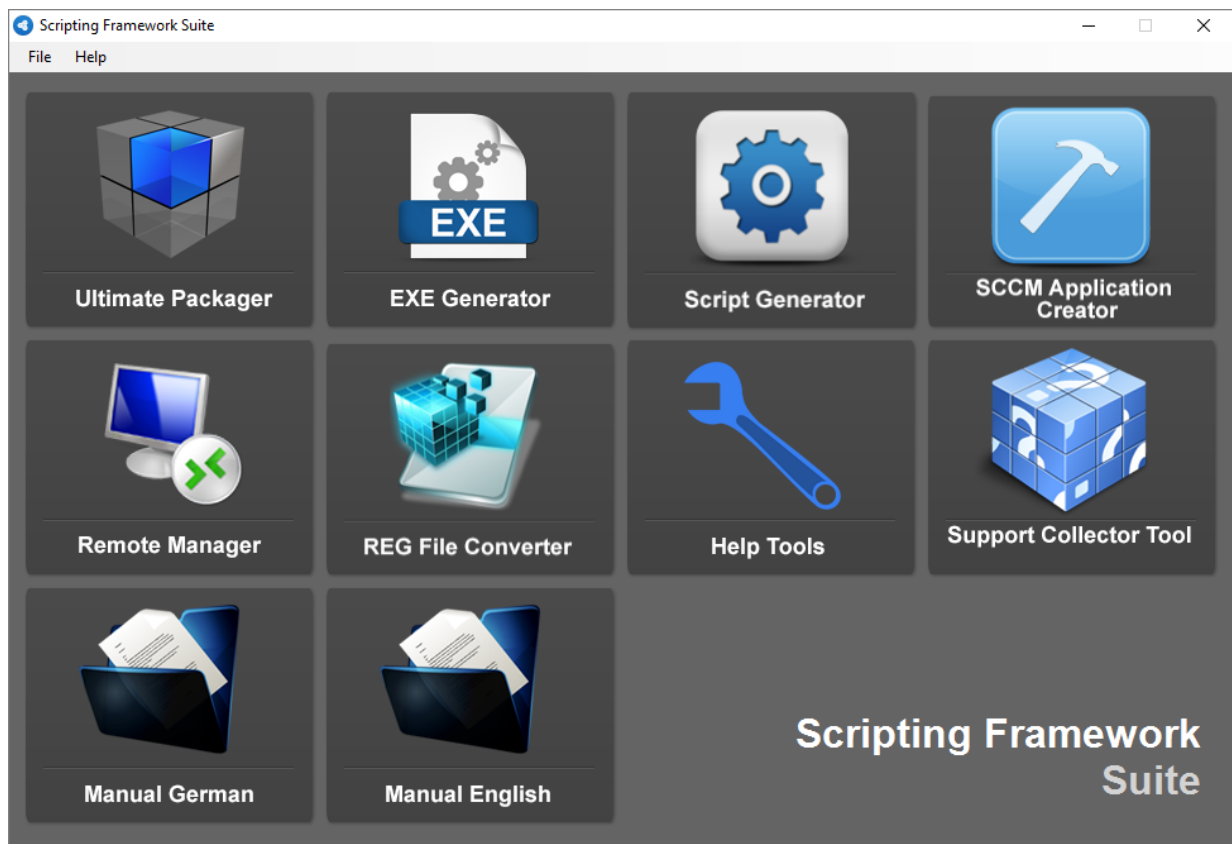 Scripting Framework Suite
File Help
Ultimate Packager
EXE
EXE Generator
Script Generator
SCCM Application
Creator
Remote Manager
REG File Converter
Help Tools
Support Collector Tool
Manual German
Manual English
Scripting Framework
Suite